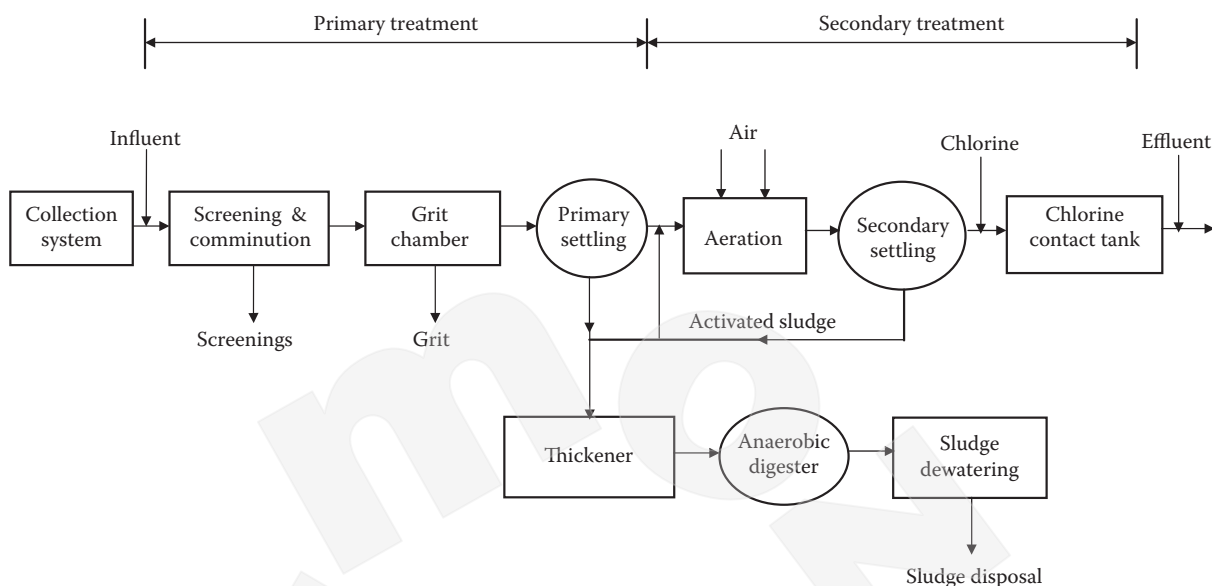 Primary treatment
Secondary treatment
Influent
Air
Chlorine
Effluent
Collection
system
Screening &
comminution
Grit
chamber
Primary
settling
Aeration
Secondary
settling
Chlorine
contact tank
Screenings
Grit
Activated sludge
Thickener
Anaerobic
digester
Sludge
dewatering
Sludge disposal